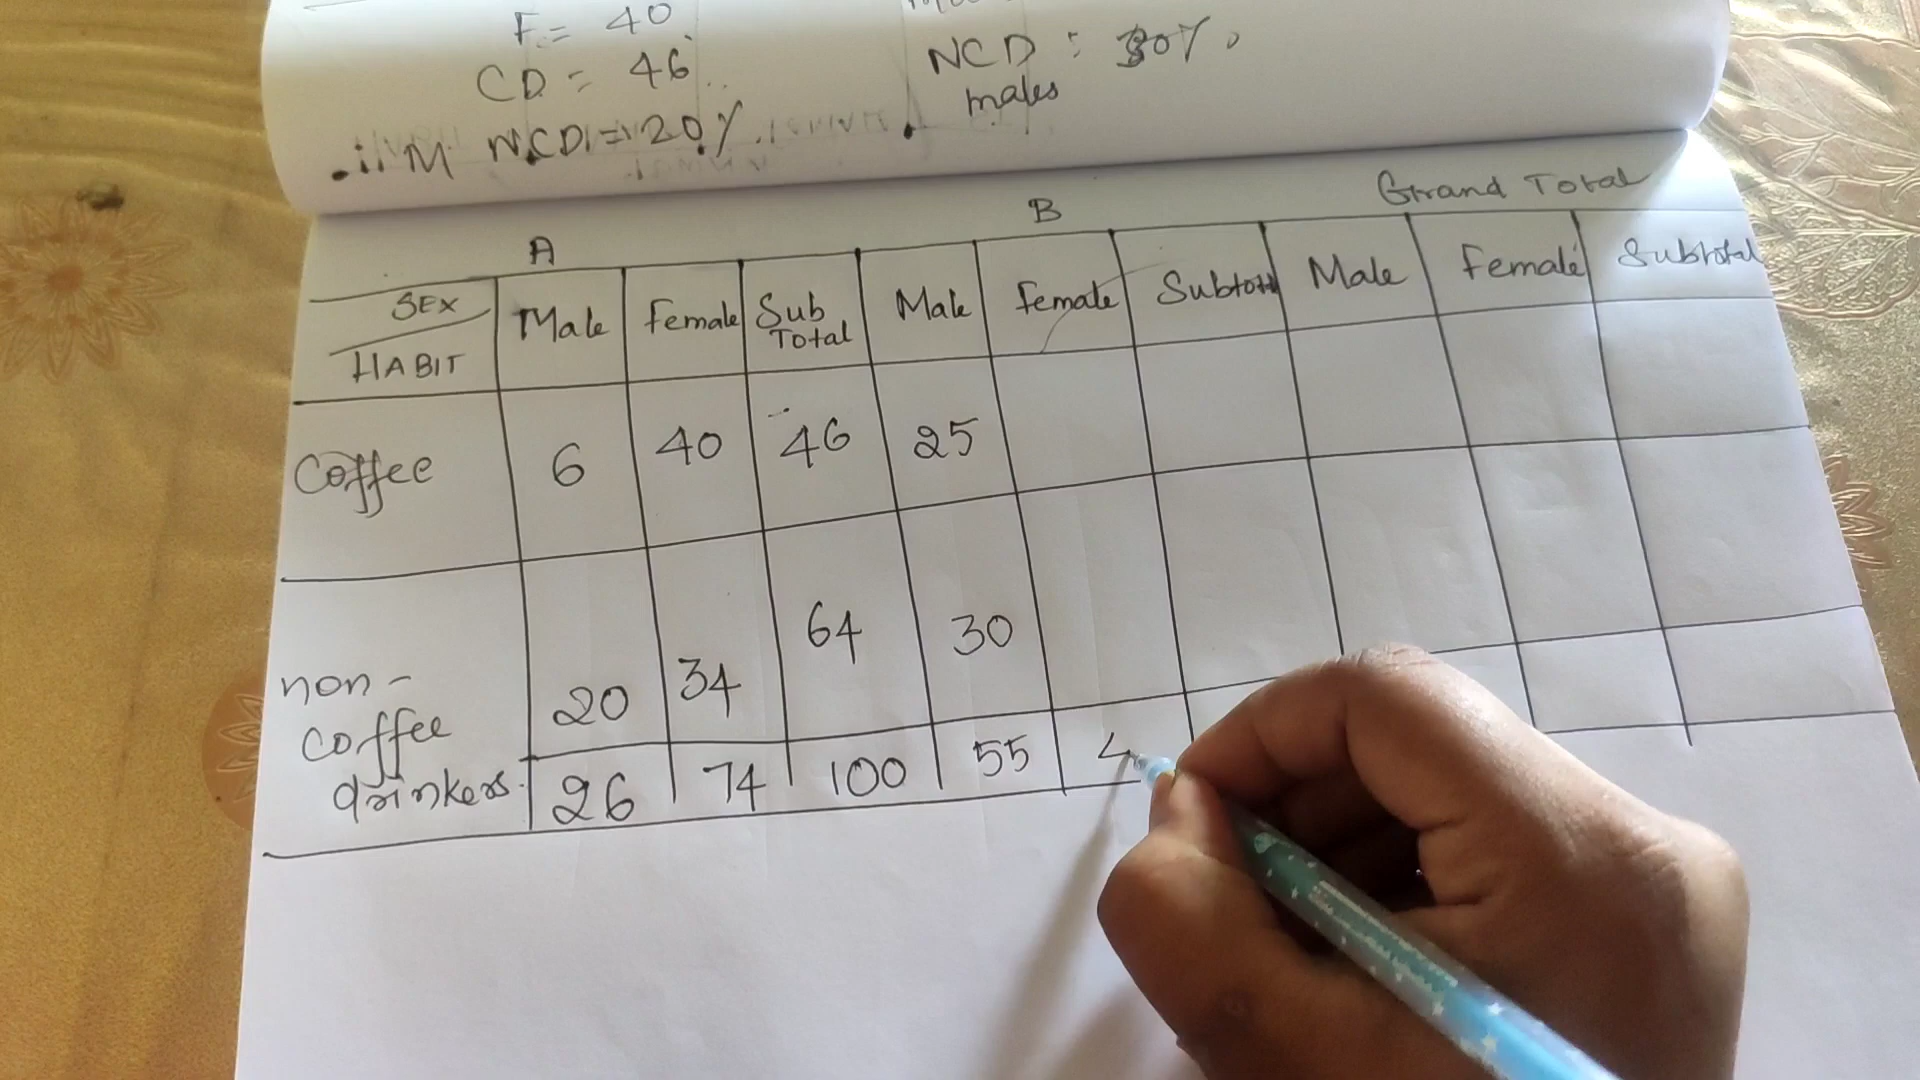 F = 40
CD = 46
M NCD = 20%
NCD : 30%
males
A B Grand Total
SEX
HABIT
Male Female Sub Total Male Female Subtotal Male Female Subtotal
Coffee 6 40 46 25
non-coffee drinkers 20 34 64 30
26 74 100 55 4